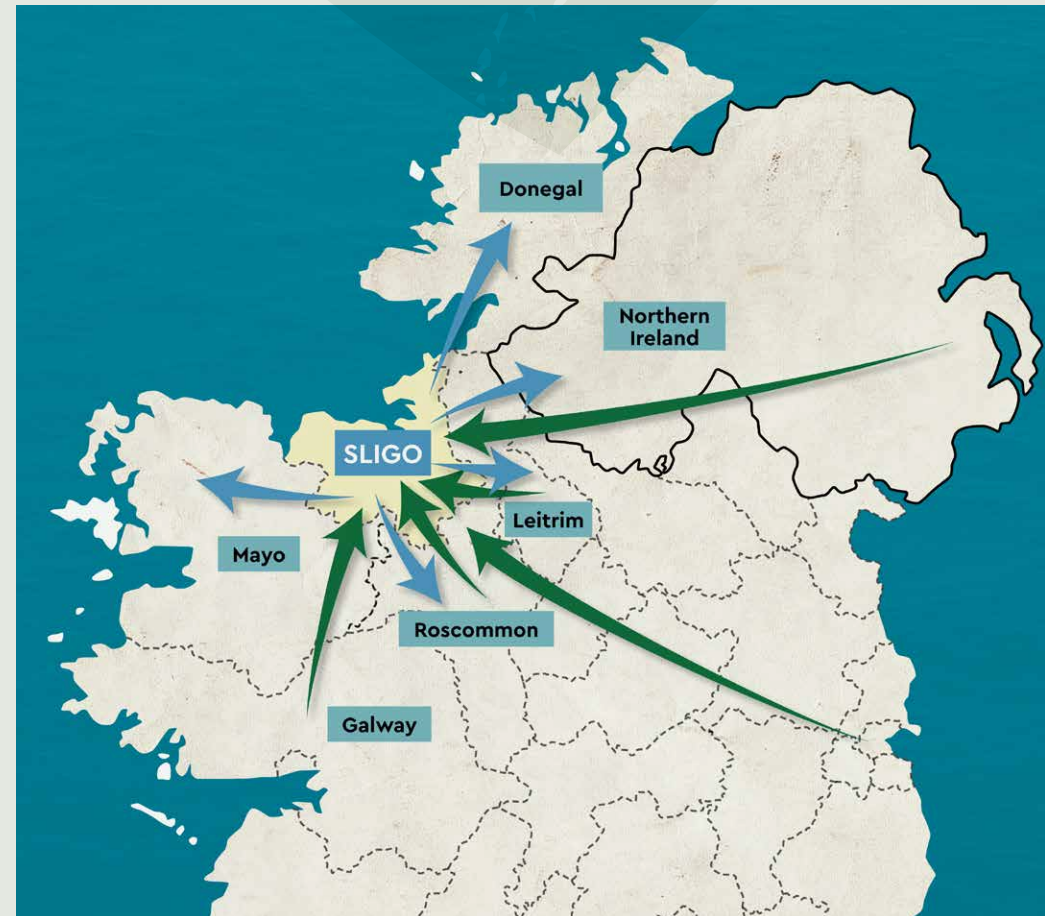 Donegal
Northern
Ireland
SLIGO
Leitrim
Mayo
Roscommon
Galway